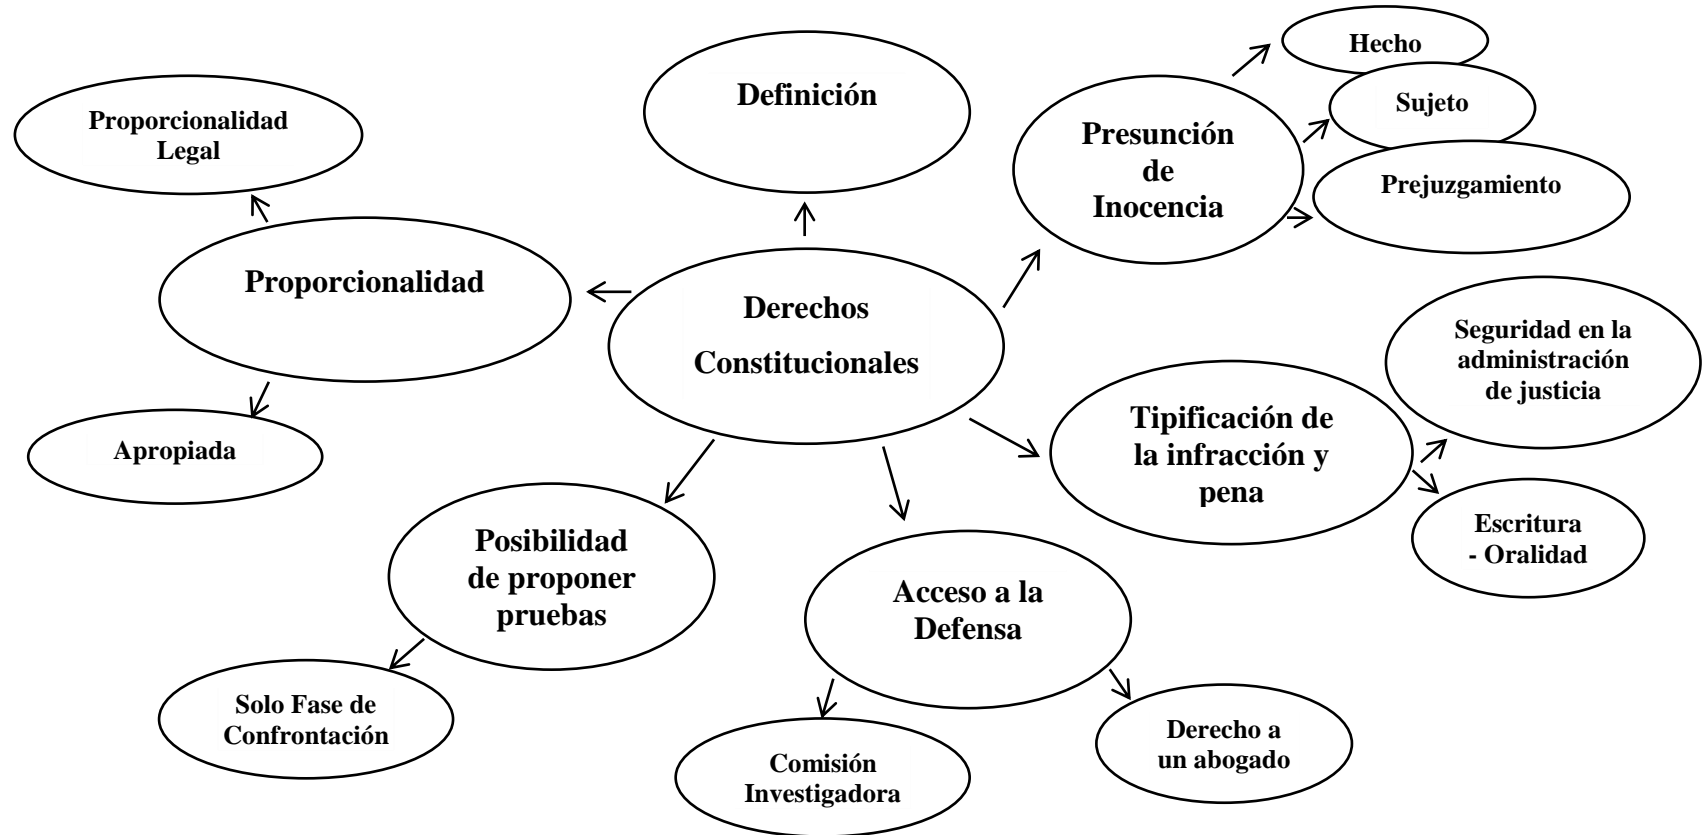 Definición
Hecho
Sujeto
Prejuzgamiento
Presunción
de
Inocencia
Proporcionalidad
Legal
Proporcionalidad
Apropiada
Derechos
Constitucionales
Seguridad en la
administración
de justicia
Tipificación de
la infracción y
pena
Escritura
- Oralidad
Posibilidad
de proponer
pruebas
Solo Fase de
Confrontación
Acceso a la
Defensa
Comisión
Investigadora
Derecho a
un abogado